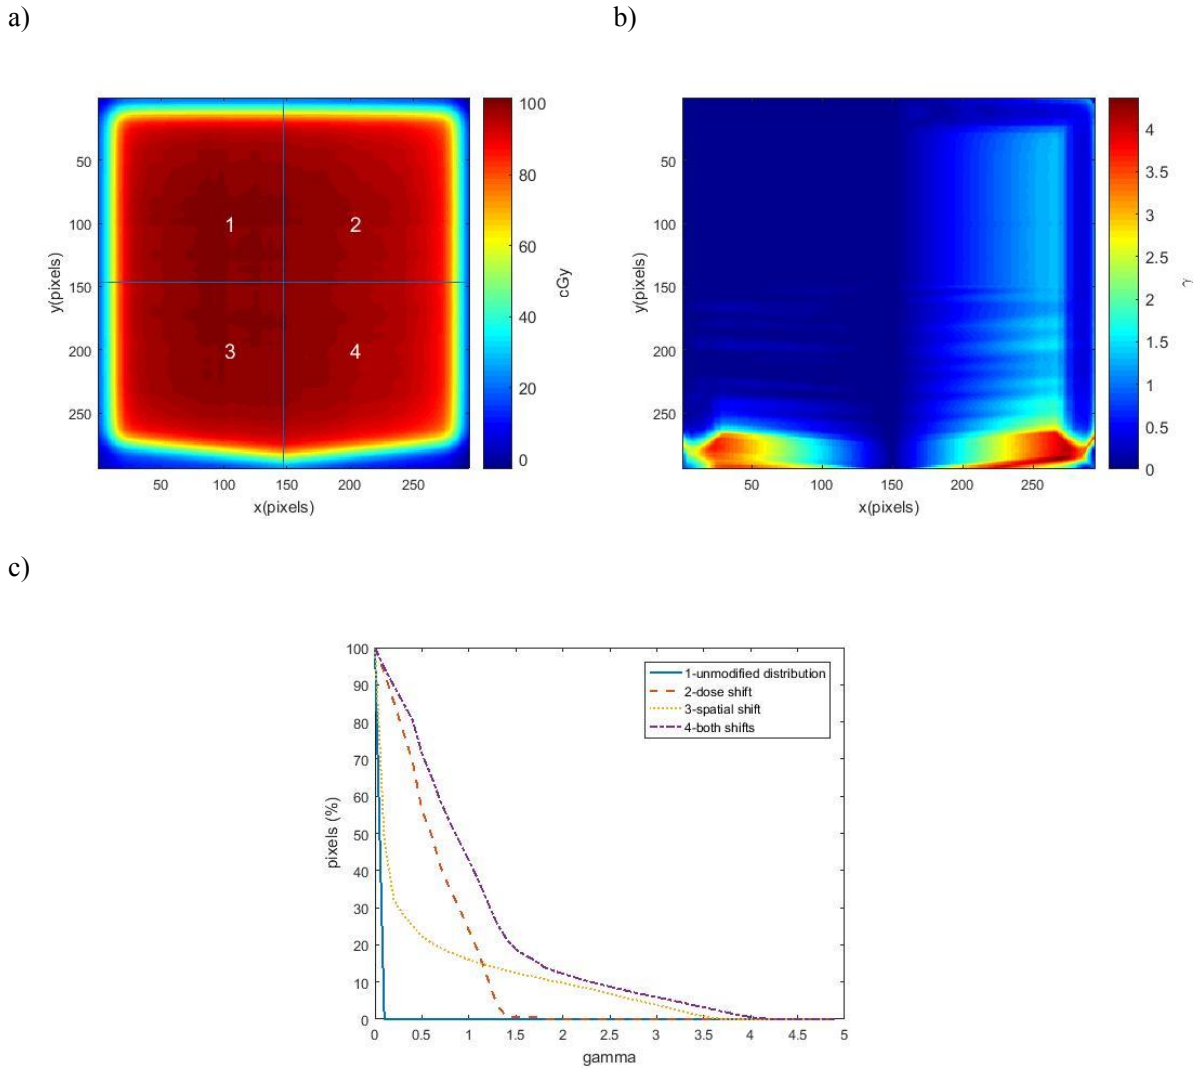 a)
b)
100
80
60
40
20
0
cGy
50
100
150
200
250
y(pixels)
1
2
3
4
50 100 150 200 250
x(pixels)
4
3.5
3
2.5
2
1.5
1
0.5
0
γ
50
100
150
200
250
y(pixels)
50 100 150 200 250
x(pixels)
c)
100
90
80
70
60
50
40
30
20
10
0
pixels (%)
1-unmodified distribution
2-dose shift
3-spatial shift
4-both shifts
0 0.5 1 1.5 2 2.5 3 3.5 4 4.5 5
gamma